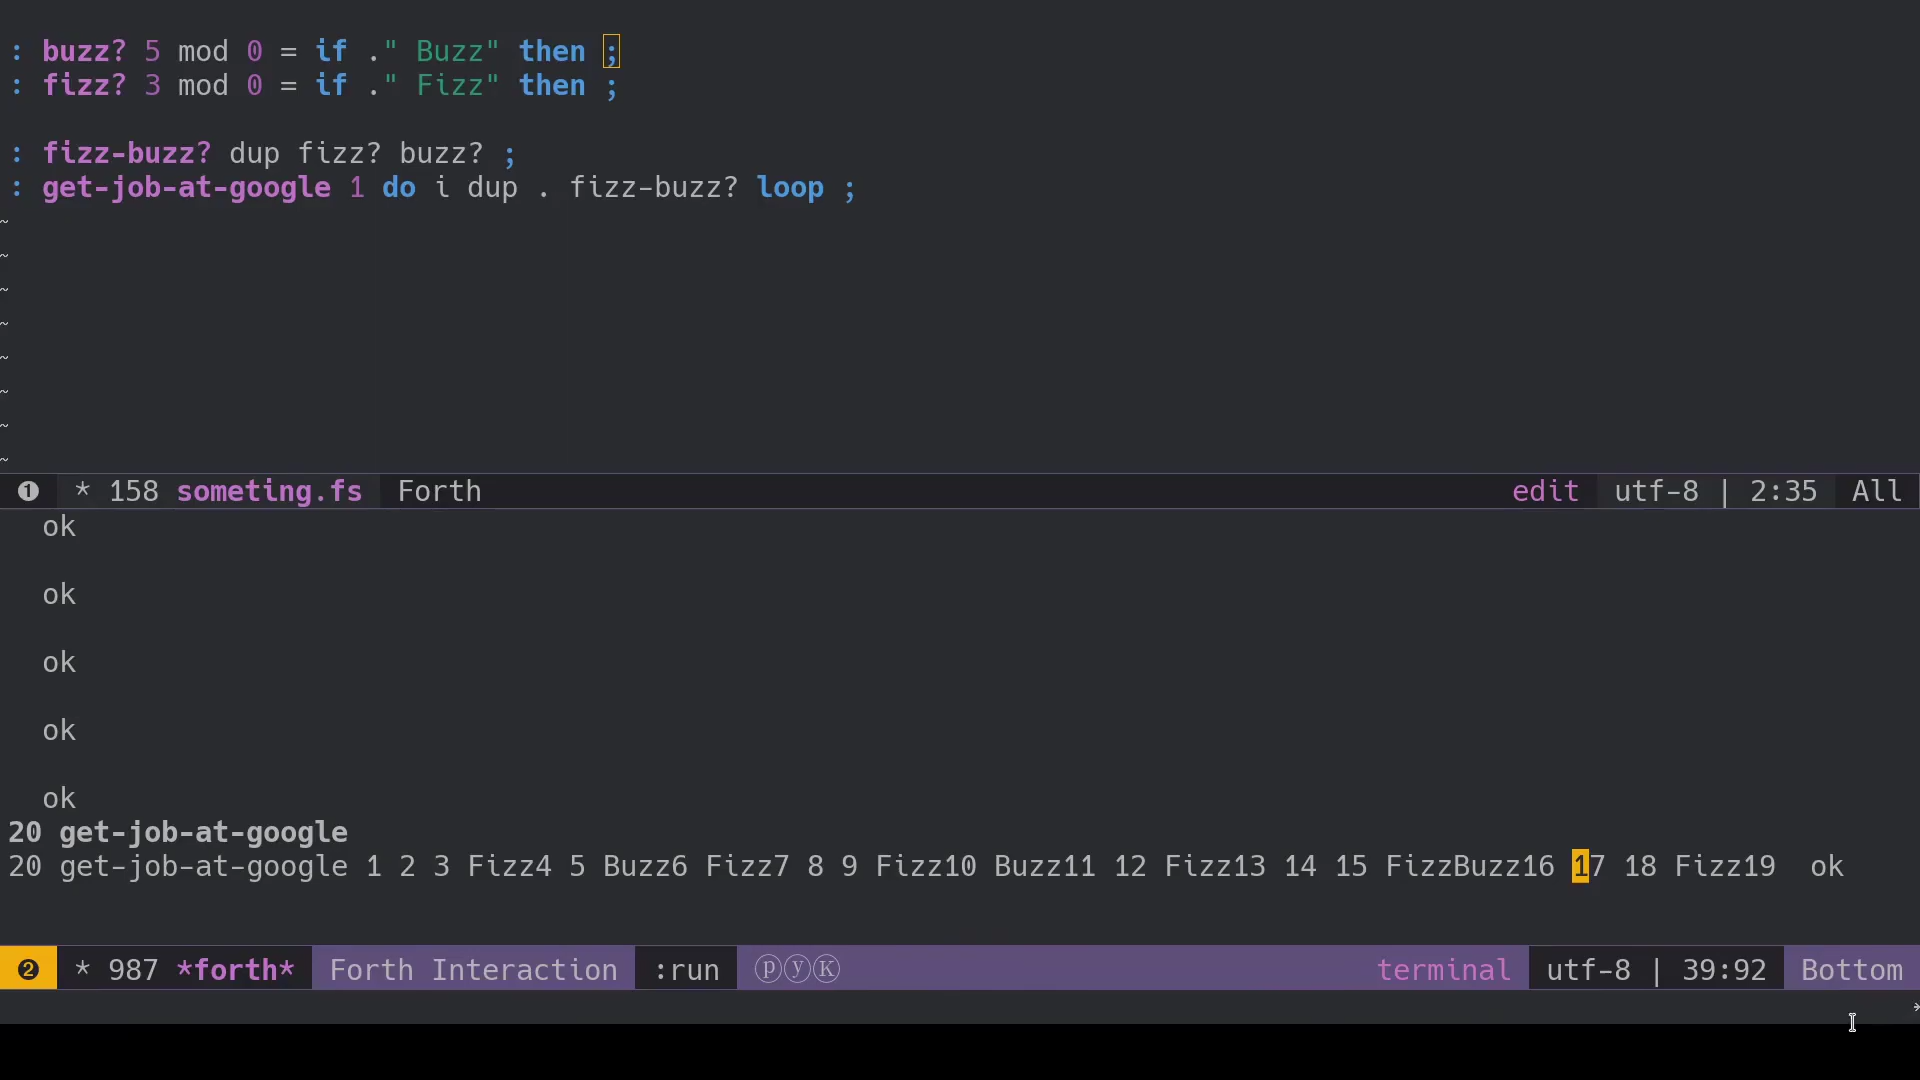 : buzz? 5 mod 0 = if ." Buzz" then ;
: fizz? 3 mod 0 = if ." Fizz" then ;
: fizz-buzz? dup fizz? buzz? ;
: get-job-at-google 1 do i dup . fizz-buzz? loop ;
~
~
~
~
~
~
~
~
❶ * 158 someting.fs Forth edit utf-8 | 2:35 All
ok
ok
ok
ok
ok
20 get-job-at-google
20 get-job-at-google 1 2 3 Fizz4 5 Buzz6 Fizz7 8 9 Fizz10 Buzz11 12 Fizz13 14 15 FizzBuzz16 17 18 Fizz19 ok
❷ * 987 *forth* Forth Interaction :run ⓟⓨⓀ terminal utf-8 | 39:92 Bottom